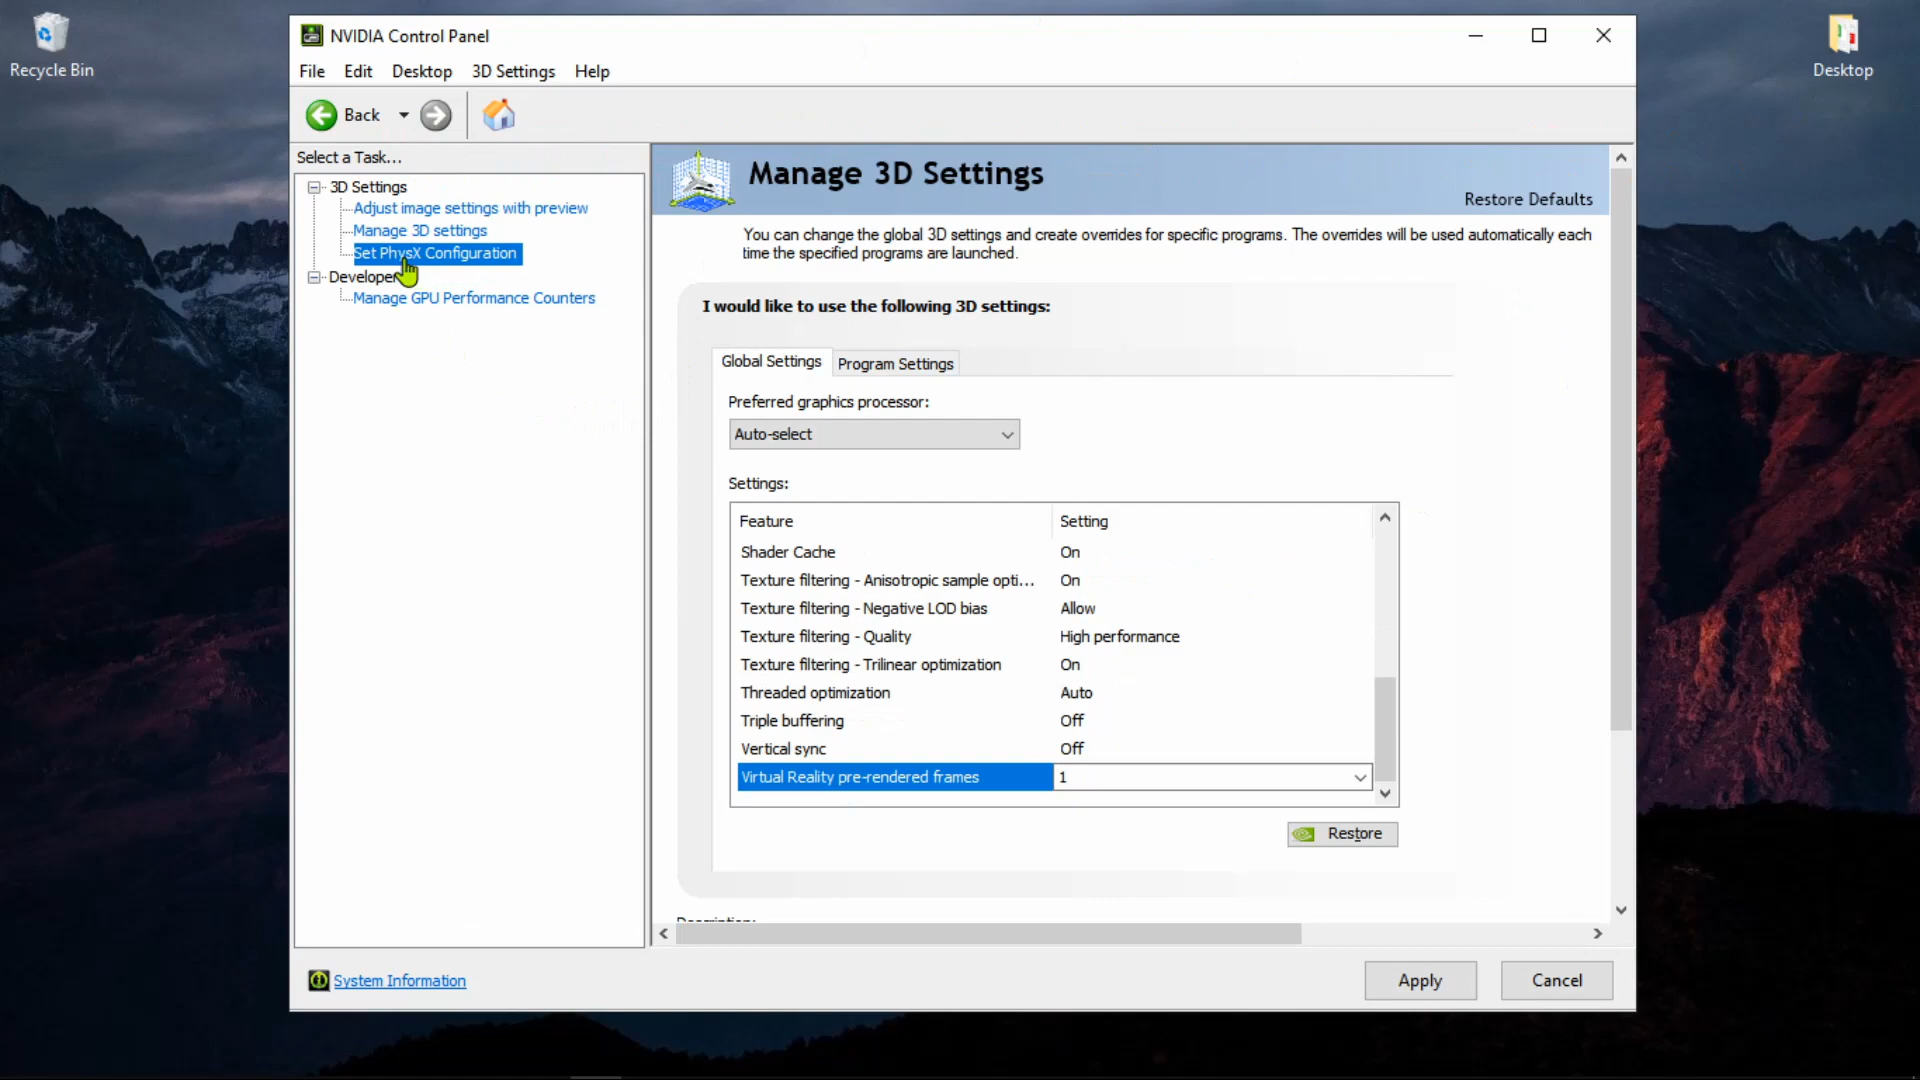 Recycle Bin
Desktop
NVIDIA Control Panel
File Edit Desktop 3D Settings Help
Back
Select a Task...
3D Settings
Adjust image settings with preview
Manage 3D settings
Set PhysX Configuration
Developer
Manage GPU Performance Counters
System Information
Manage 3D Settings
Restore Defaults
You can change the global 3D settings and create overrides for specific programs. The overrides will be used automatically each
time the specified programs are launched.
I would like to use the following 3D settings:
Global Settings Program Settings
Preferred graphics processor:
Auto-select
Settings:
Feature Setting
Shader Cache On
Texture filtering - Anisotropic sample opti... On
Texture filtering - Negative LOD bias Allow
Texture filtering - Quality High performance
Texture filtering - Trilinear optimization On
Threaded optimization Auto
Triple buffering Off
Vertical sync Off
Virtual Reality pre-rendered frames 1
Restore
Description:
Apply Cancel